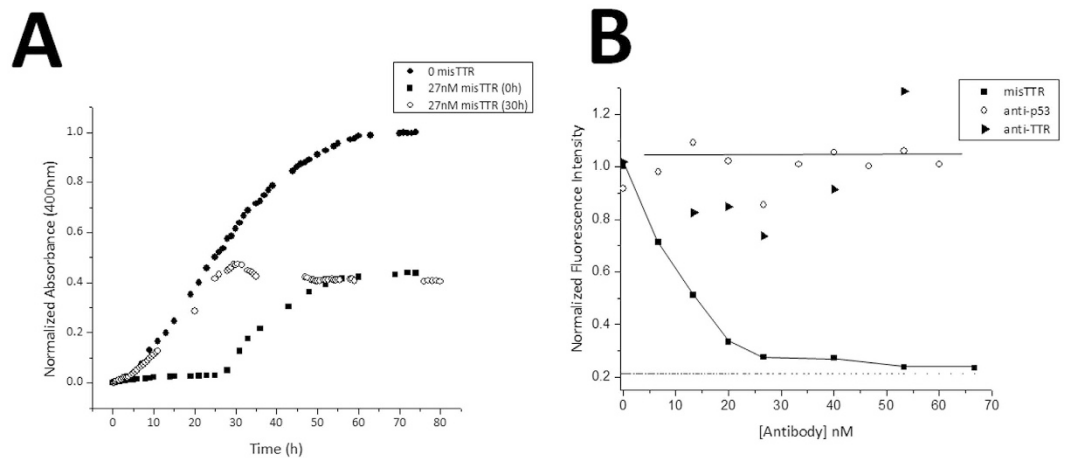 A
0 misTTR
27nM misTTR (0h)
27nM misTTR (30h)
Normalized Absorbance (400nm)
1.0
0.8
0.6
0.4
0.2
0.0
0 10 20 30 40 50 60 70 80
Time (h)
B
misTTR
anti-p53
anti-TTR
Normalized Fluorescence Intensity
1.2
1.0
0.8
0.6
0.4
0.2
0 10 20 30 40 50 60 70
[Antibody] nM